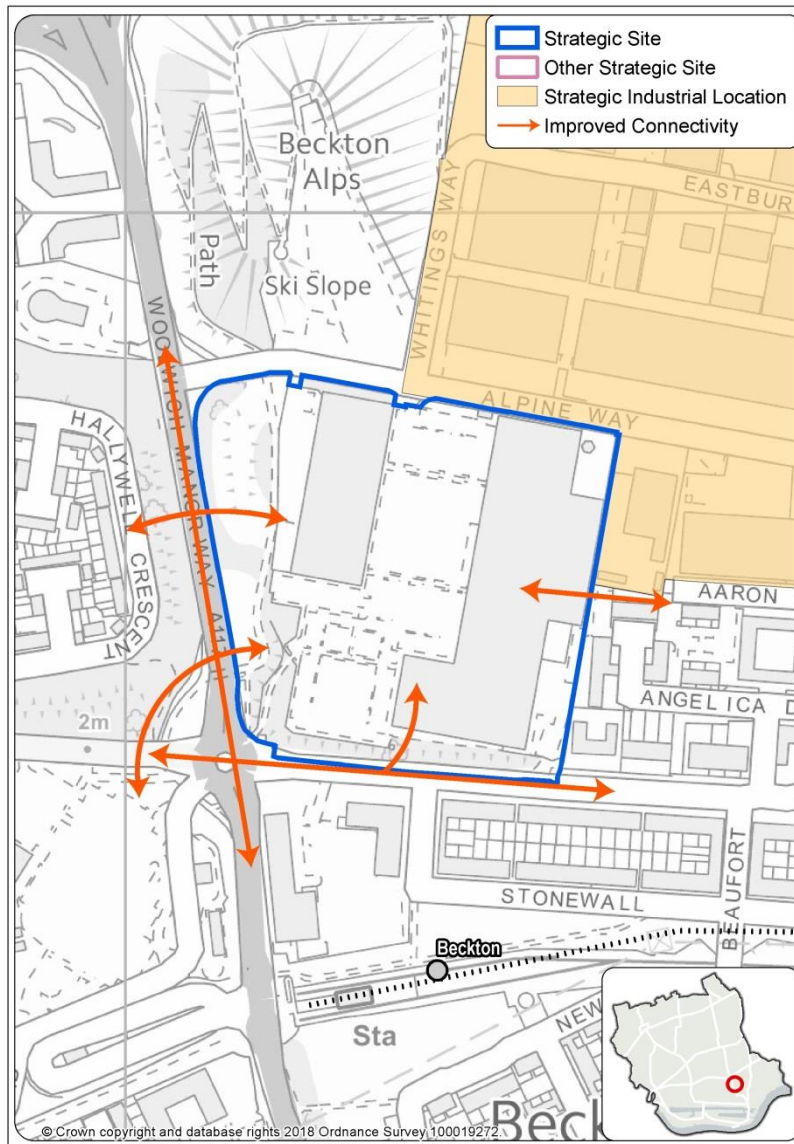 Strategic Site
Other Strategic Site
Strategic Industrial Location
Improved Connectivity
Beckton
Alps
Path
Ski Slope
EASTBUR
WHITINGS WAY
ALPINE WAY
WOOLWICH MANOR WAY A117
HALLYWELL CRESCENT
AARON
ANGELICA D
2m
STONEWALL
BEAUFORT
Beckton
Sta
NEW
Beck
© Crown copyright and database rights 2018 Ordnance Survey 100019272.